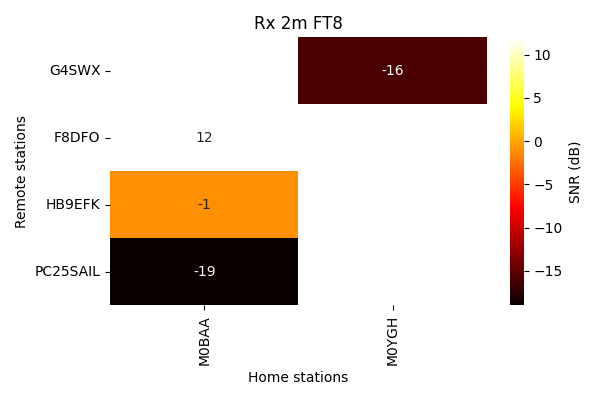 Rx 2m FT8
Remote stations
G4SWX
-16
F8DFO
12
HB9EFK
-1
PC25SAIL
-19
M0BAA
M0YGH
Home stations
10
5
0
−5
−10
−15
SNR (dB)